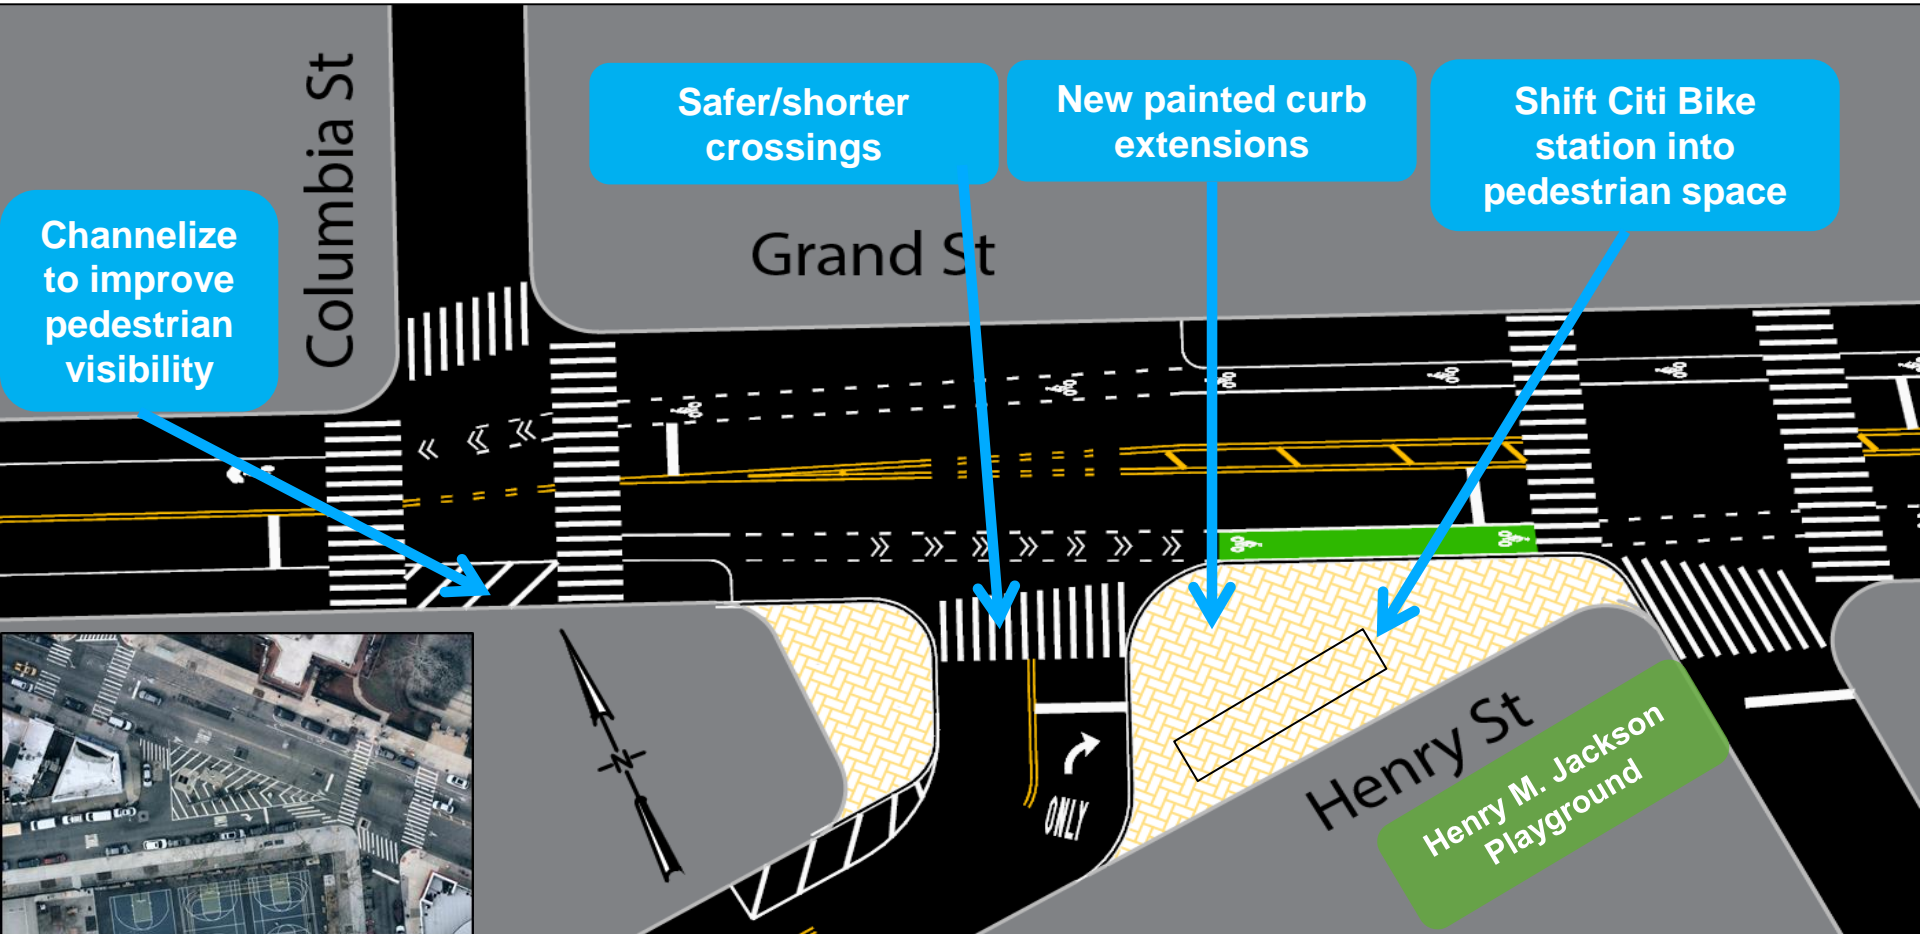 Columbia St
Safer/shorter
crossings
New painted curb
extensions
Shift Citi Bike
station into
pedestrian space
Channelize
to improve
pedestrian
visibility
Grand St
N
ONLY
Henry St
Henry M. Jackson
Playground